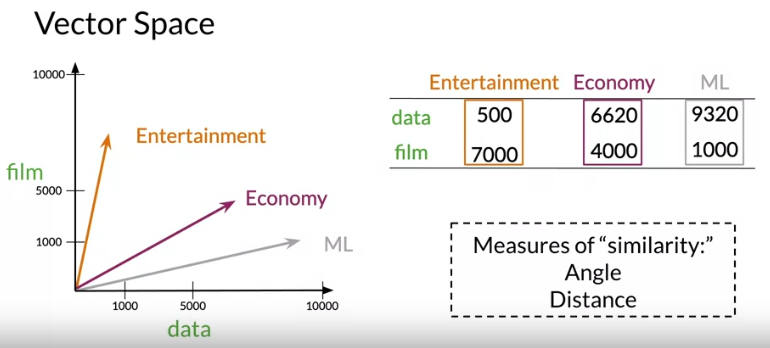 Vector Space
10000
Entertainment
film
5000
Economy
1000
ML
1000 5000 10000
data
Entertainment Economy ML
data 500 6620 9320
film 7000 4000 1000
Measures of “similarity:”
Angle
Distance